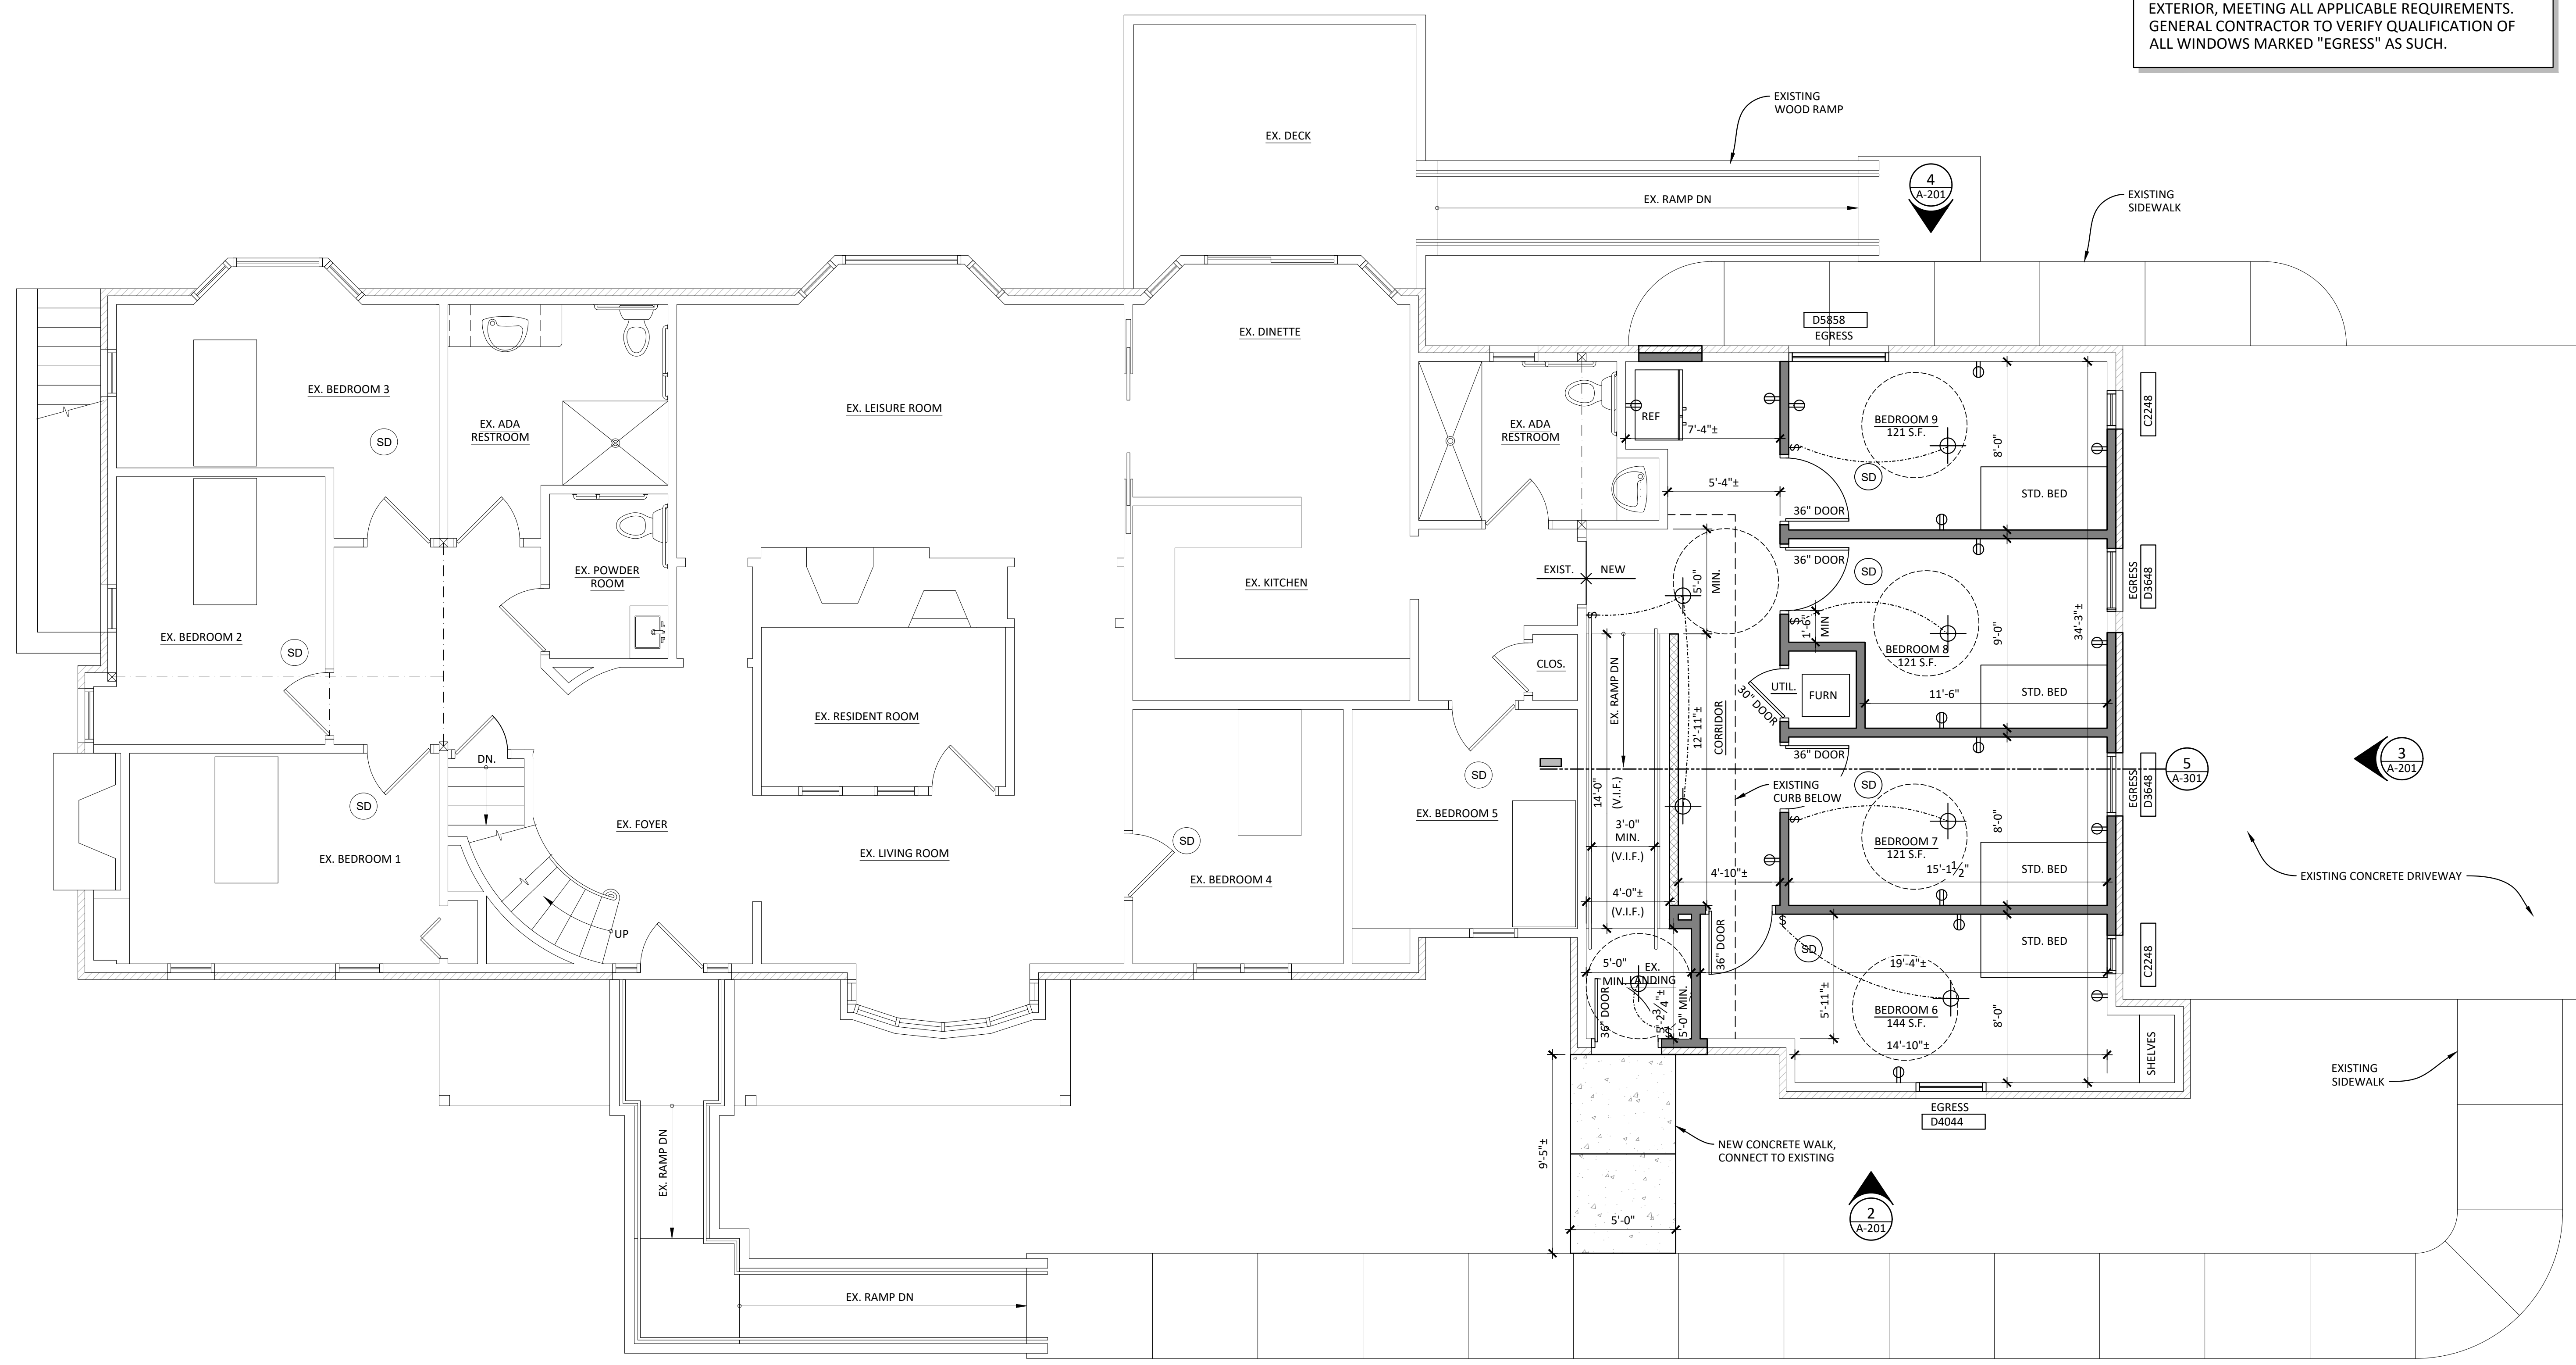 EXTERIOR, MEETING ALL APPLICABLE REQUIREMENTS.
GENERAL CONTRACTOR TO VERIFY QUALIFICATION OF
ALL WINDOWS MARKED "EGRESS" AS SUCH.
EXISTING
WOOD RAMP
EX. DECK
EX. RAMP DN
4
A-201
EXISTING
SIDEWALK
D5858
EGRESS
EX. DINETTE
EX. BEDROOM 3
SD
EX. ADA
RESTROOM
EX. LEISURE ROOM
EX. ADA
RESTROOM
REF
7'-4"±
5'-4"±
BEDROOM 9
121 S.F.
SD
8'-0"
STD. BED
C2248
$
36" DOOR
36" DOOR
EX. POWDER
ROOM
EX. KITCHEN
EXIST.
NEW
$
5'-0"
MIN.
SD
$
1'-6"
MIN
BEDROOM 8
121 S.F.
9'-0"
34'-3"±
EGRESS
D3648
EX. BEDROOM 2
SD
CLOS.
EX. RAMP DN
12'-11"±
CORRIDOR
30" DOOR
UTIL.
FURN
11'-6"
STD. BED
EX. RESIDENT ROOM
DN.
36" DOOR
SD
EX. BEDROOM 5
SD
14'-0"
(V.I.F.)
EXISTING
CURB BELOW
$
BEDROOM 7
121 S.F.
8'-0"
EGRESS
D3648
5
A-301
3
A-201
EX. BEDROOM 1
SD
EX. FOYER
EX. LIVING ROOM
SD
EX. BEDROOM 4
3'-0"
MIN.
(V.I.F.)
4'-0"±
(V.I.F.)
4'-10"±
15'-1 1/2"
STD. BED
EXISTING CONCRETE DRIVEWAY
UP
$
36" DOOR
SD
STD. BED
C2248
5'-0"
MIN.
EX.
LANDING
36" DOOR
5'-2 3/4"±
$
5'-0" MIN.
19'-4"±
5'-11"±
BEDROOM 6
144 S.F.
8'-0"
14'-10"±
SHELVES
EXISTING
SIDEWALK
EGRESS
D4044
EX. RAMP DN
9'-5"±
NEW CONCRETE WALK,
CONNECT TO EXISTING
5'-0"
2
A-201
EX. RAMP DN